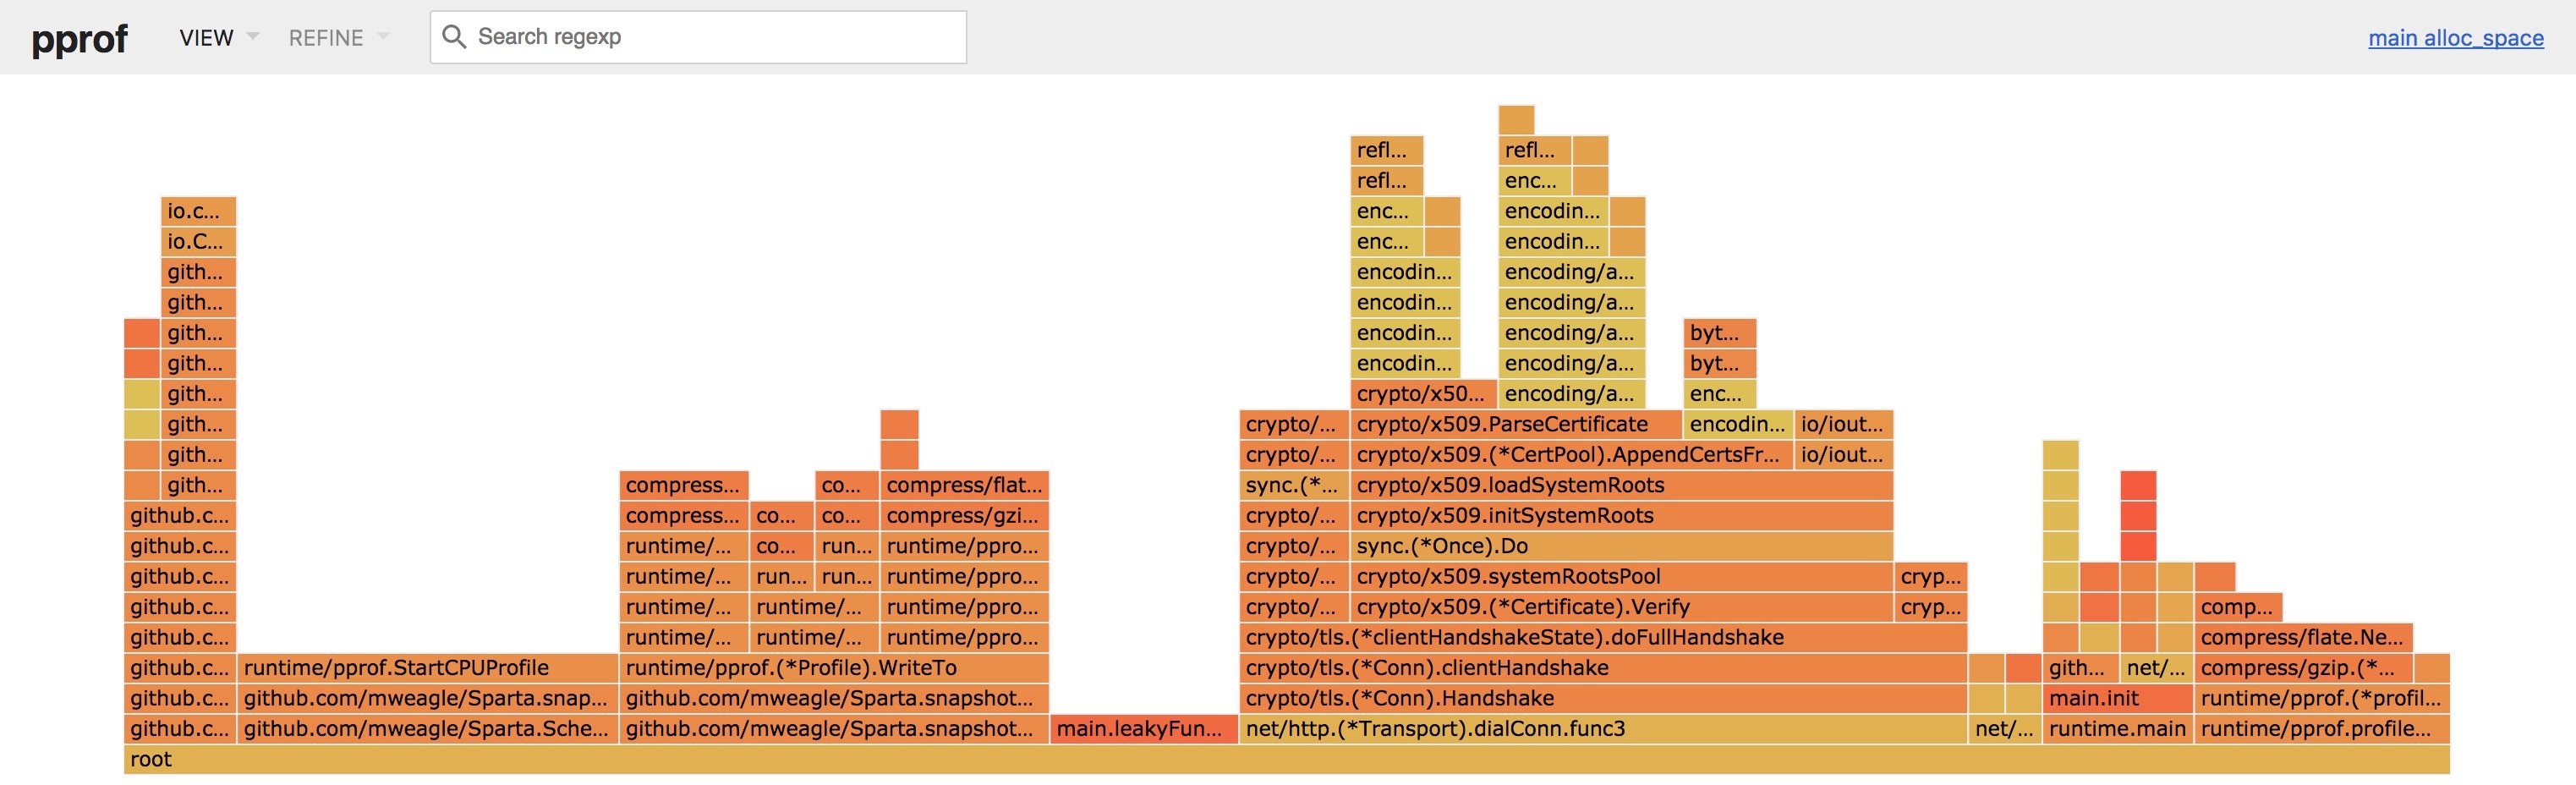 pprof VIEW REFINE Search regexp main alloc_space
refl... refl...
refl... enc...
io.c... enc... encodin...
io.C... enc... encodin...
gith... encodin... encoding/a...
gith... encodin... encoding/a...
gith... encodin... encoding/a... byt...
gith... encodin... encoding/a... byt...
gith... crypto/x50... encoding/a... enc...
gith... crypto/... crypto/x509.ParseCertificate encodin... io/iout...
gith... crypto/... crypto/x509.(*CertPool).AppendCertsFr... io/iout...
gith... compress... co... compress/flat... sync.(*... crypto/x509.loadSystemRoots
github.c... compress... co... co... compress/gzi... crypto/... crypto/x509.initSystemRoots
github.c... runtime/... co... run... runtime/ppro... crypto/... sync.(*Once).Do
github.c... runtime/... run... run... runtime/ppro... crypto/... crypto/x509.systemRootsPool cryp...
github.c... runtime/... runtime/... runtime/ppro... crypto/... crypto/x509.(*Certificate).Verify cryp... comp...
github.c... runtime/... runtime/... runtime/ppro... crypto/tls.(*clientHandshakeState).doFullHandshake compress/flate.Ne...
github.c... runtime/pprof.StartCPUProfile runtime/pprof.(*Profile).WriteTo crypto/tls.(*Conn).clientHandshake gith... net/... compress/gzip.(*...
github.c... github.com/mweagle/Sparta.snap... github.com/mweagle/Sparta.snapshot... crypto/tls.(*Conn).Handshake main.init runtime/pprof.(*profil...
github.c... github.com/mweagle/Sparta.Sche... github.com/mweagle/Sparta.snapshot... main.leakyFun... net/http.(*Transport).dialConn.func3 net/... runtime.main runtime/pprof.profile...
root